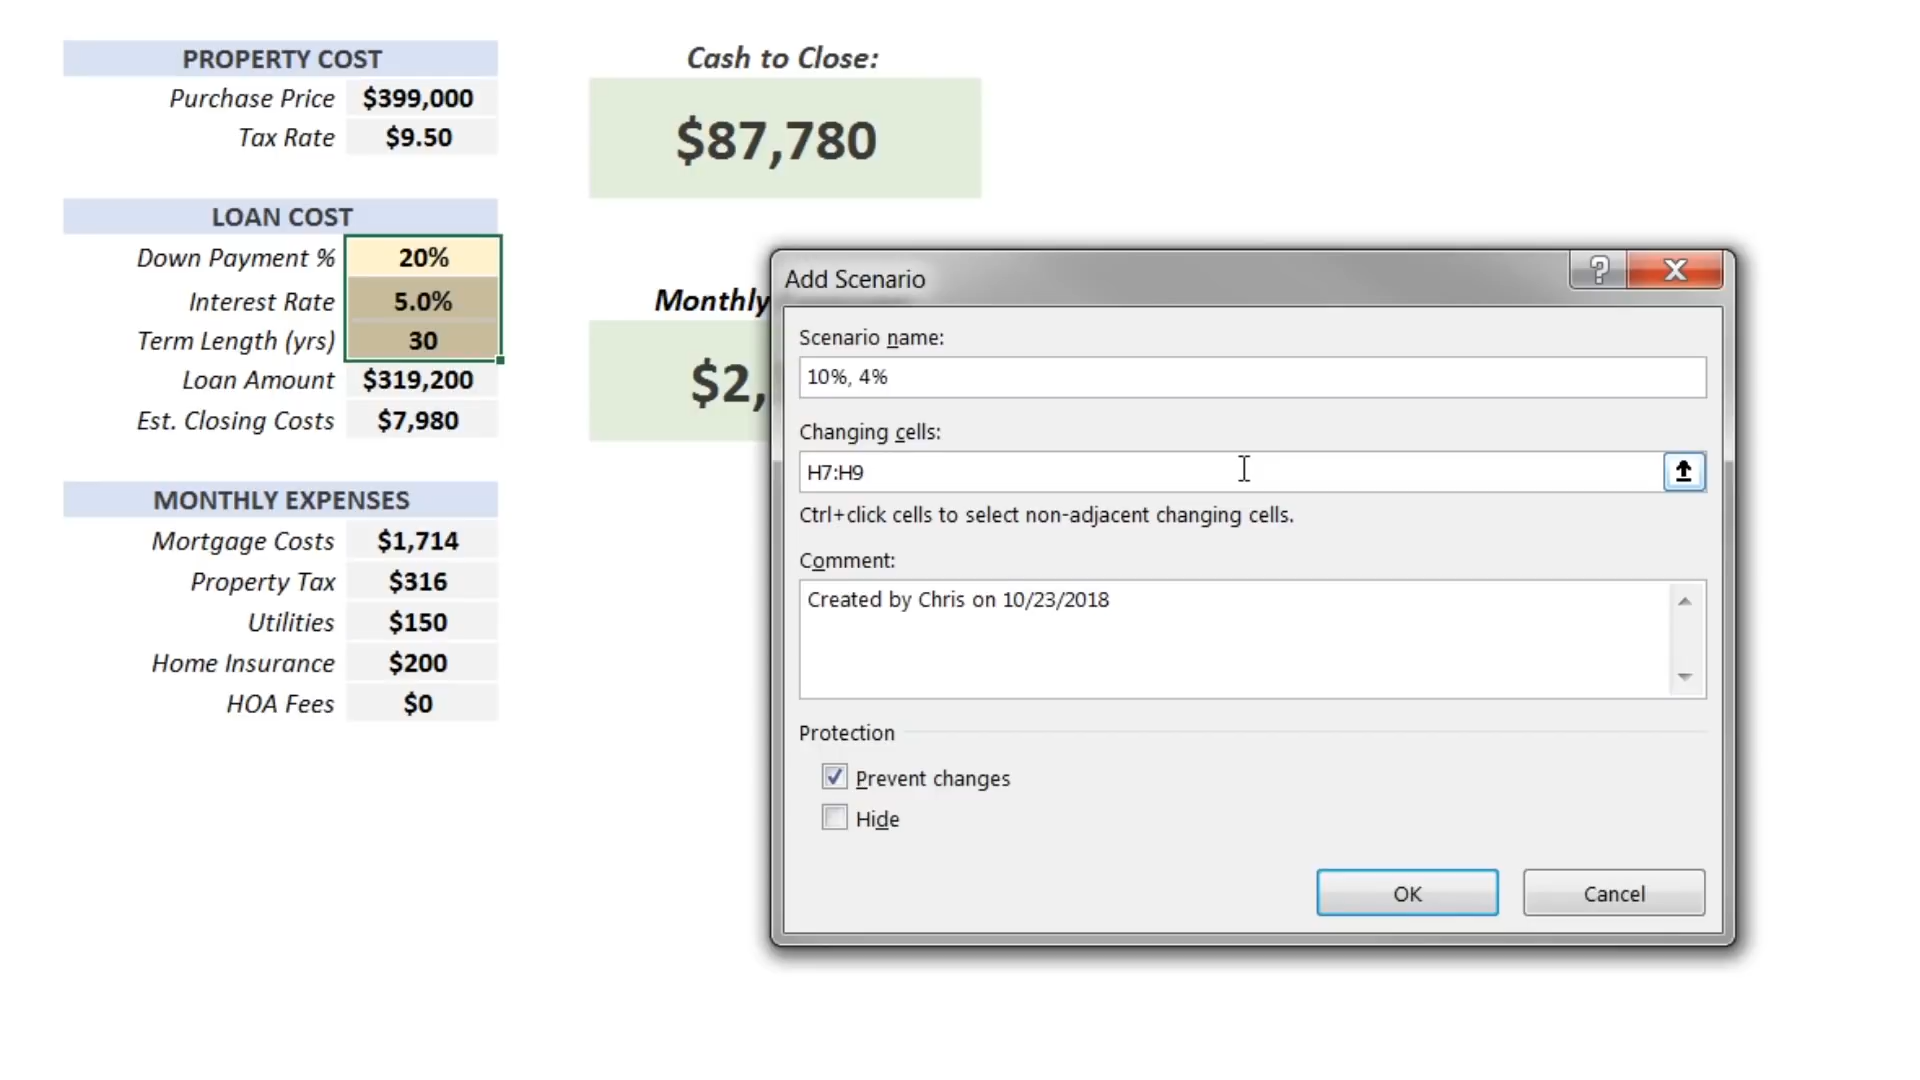 PROPERTY COST
Purchase Price $399,000
Tax Rate $9.50
LOAN COST
Down Payment % 20%
Interest Rate 5.0%
Term Length (yrs) 30
Loan Amount $319,200
Est. Closing Costs $7,980
MONTHLY EXPENSES
Mortgage Costs $1,714
Property Tax $316
Utilities $150
Home Insurance $200
HOA Fees $0
Cash to Close:
$87,780
Monthly
$2,
Add Scenario
Scenario name:
10%, 4%
Changing cells:
H7:H9
Ctrl+click cells to select non-adjacent changing cells.
Comment:
Created by Chris on 10/23/2018
Protection
Prevent changes
Hide
OK Cancel